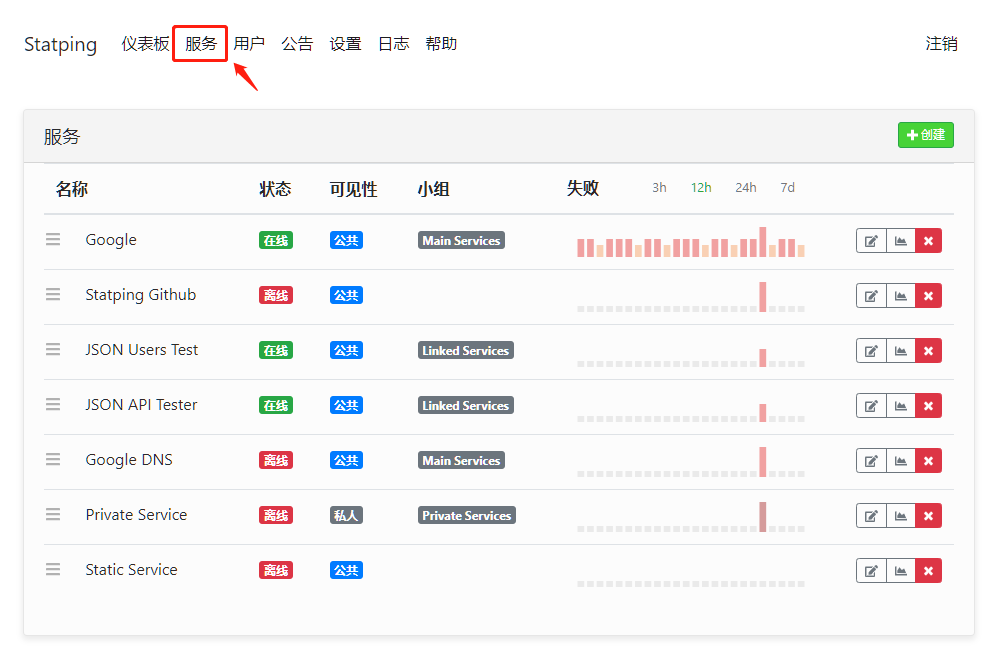 Statping 仪表板 服务 用户 公告 设置 日志 帮助 注销
服务 创建
名称 状态 可见性 小组 失败 3h 12h 24h 7d
Google 在线 公共 Main Services
Statping Github 离线 公共
JSON Users Test 在线 公共 Linked Services
JSON API Tester 在线 公共 Linked Services
Google DNS 离线 公共 Main Services
Private Service 离线 私人 Private Services
Static Service 离线 公共